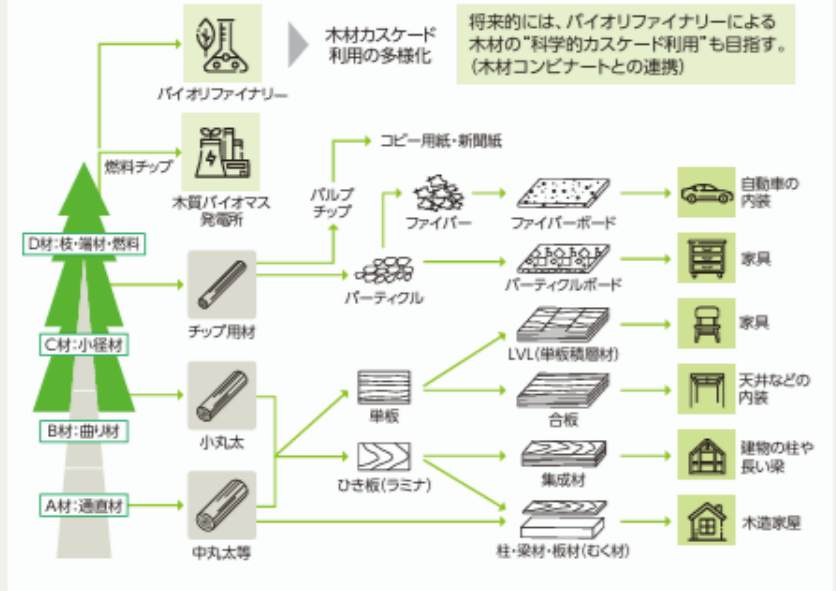 木材カスケード
利用の多様化
将来的には、バイオリファイナリーによる
木材の“科学的カスケード利用”も目指す。
(木材コンビナートとの連携)
バイオリファイナリー
燃料チップ
木質バイオマス
発電所
コピー用紙・新聞紙
パルプ
チップ
ファイバー
ファイバーボード
自動車の
内装
D材:枝・端材・燃料
チップ用材
パーティクル
パーティクルボード
家具
C材:小径材
LVL(単板積層材)
家具
B材:曲り材
小丸太
単板
合板
天井などの
内装
ひき板(ラミナ)
集成材
建物の柱や
長い梁
A材:通直材
中丸太等
柱・梁材・板材(むく材)
木造家屋